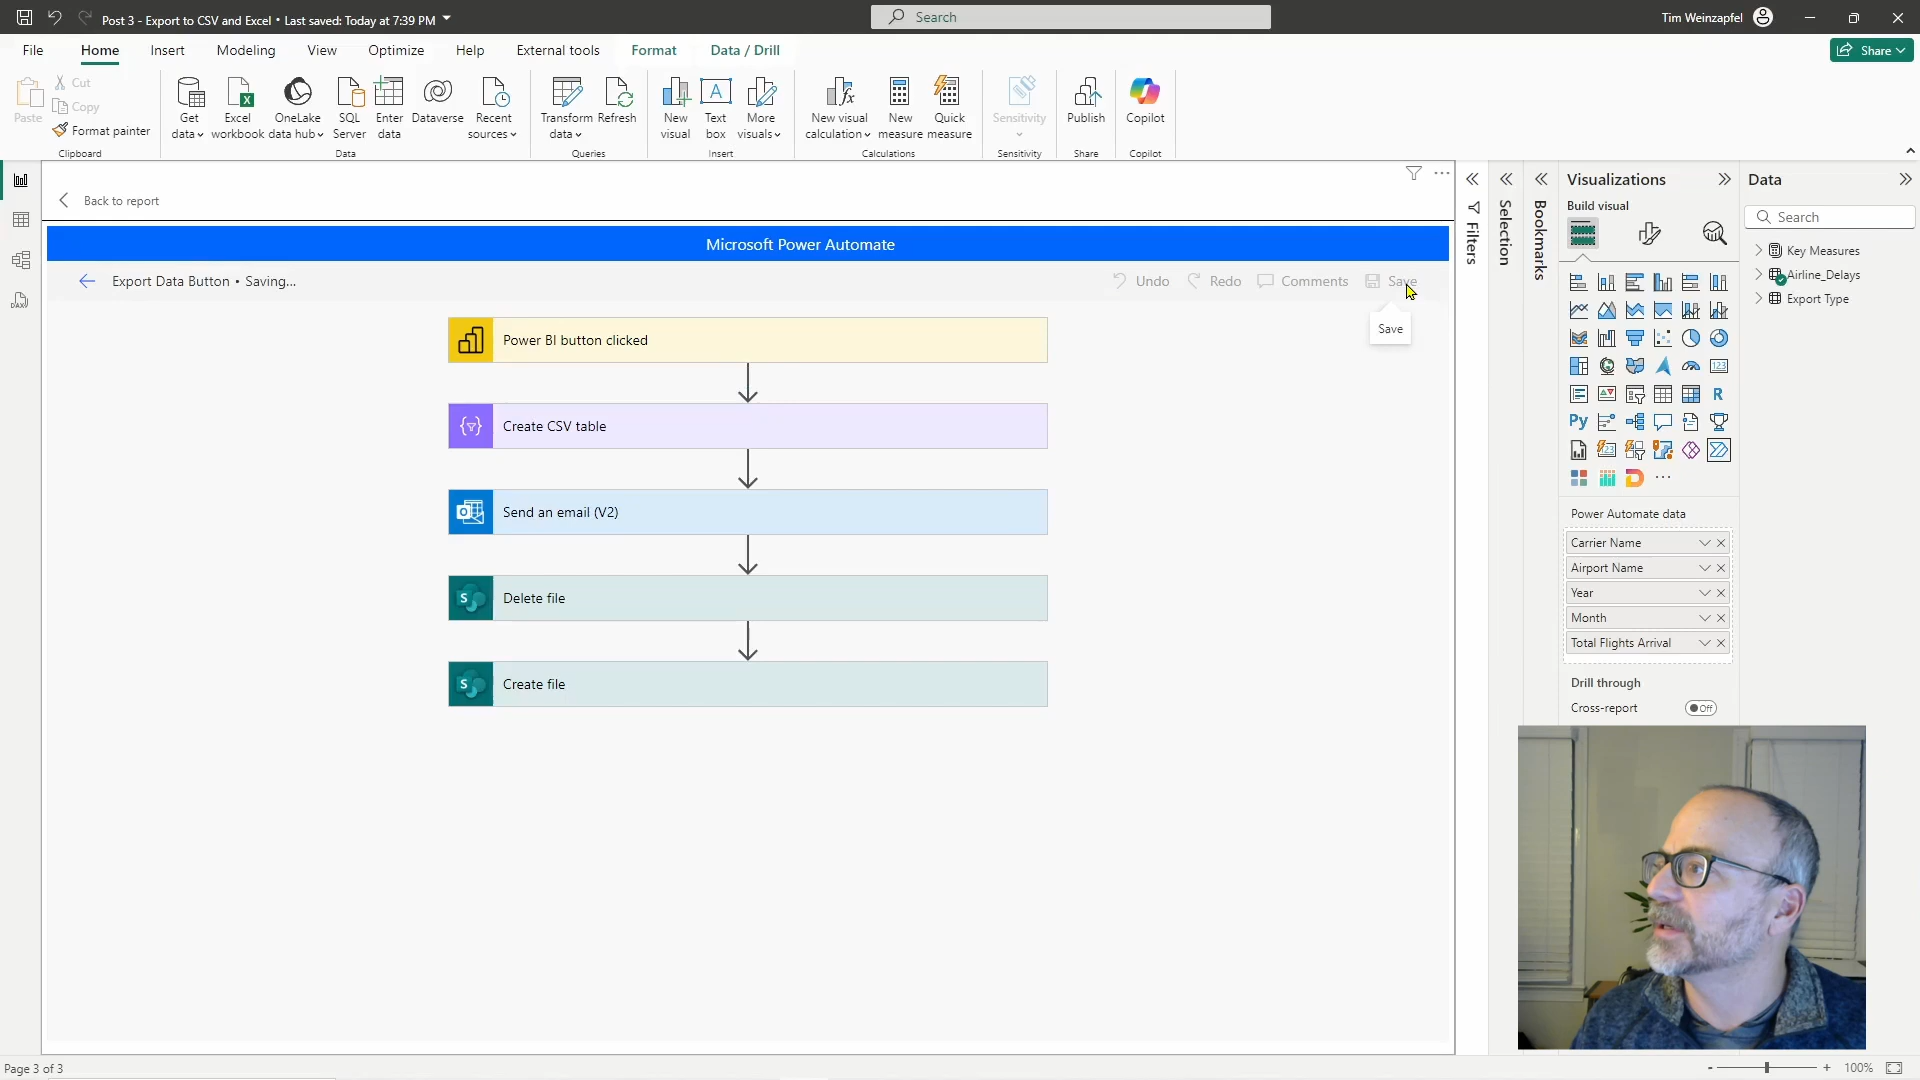 Post 3 - Export to CSV and Excel • Last saved: Today at 7:39 PM
Search
Tim Weinzapfel
File
Home
Insert
Modeling
View
Optimize
Help
External tools
Format
Data / Drill
Share
Paste
Cut
Copy
Format painter
Clipboard
Get data
Excel workbook
OneLake data hub
SQL Server
Enter data
Dataverse
Recent sources
Data
Transform data
Refresh
Queries
New visual
Text box
More visuals
Insert
New visual calculation
New measure
Quick measure
Calculations
Sensitivity
Sensitivity
Publish
Share
Copilot
Copilot
Back to report
Microsoft Power Automate
Export Data Button • Saving...
Undo
Redo
Comments
Save
Save
Power BI button clicked
Create CSV table
Send an email (V2)
Delete file
Create file
Filters
Selection
Bookmarks
Visualizations
Build visual
Power Automate data
Carrier Name
Airport Name
Year
Month
Total Flights Arrival
Drill through
Cross-report
Off
Data
Search
Key Measures
Airline_Delays
Export Type
Page 3 of 3
100%